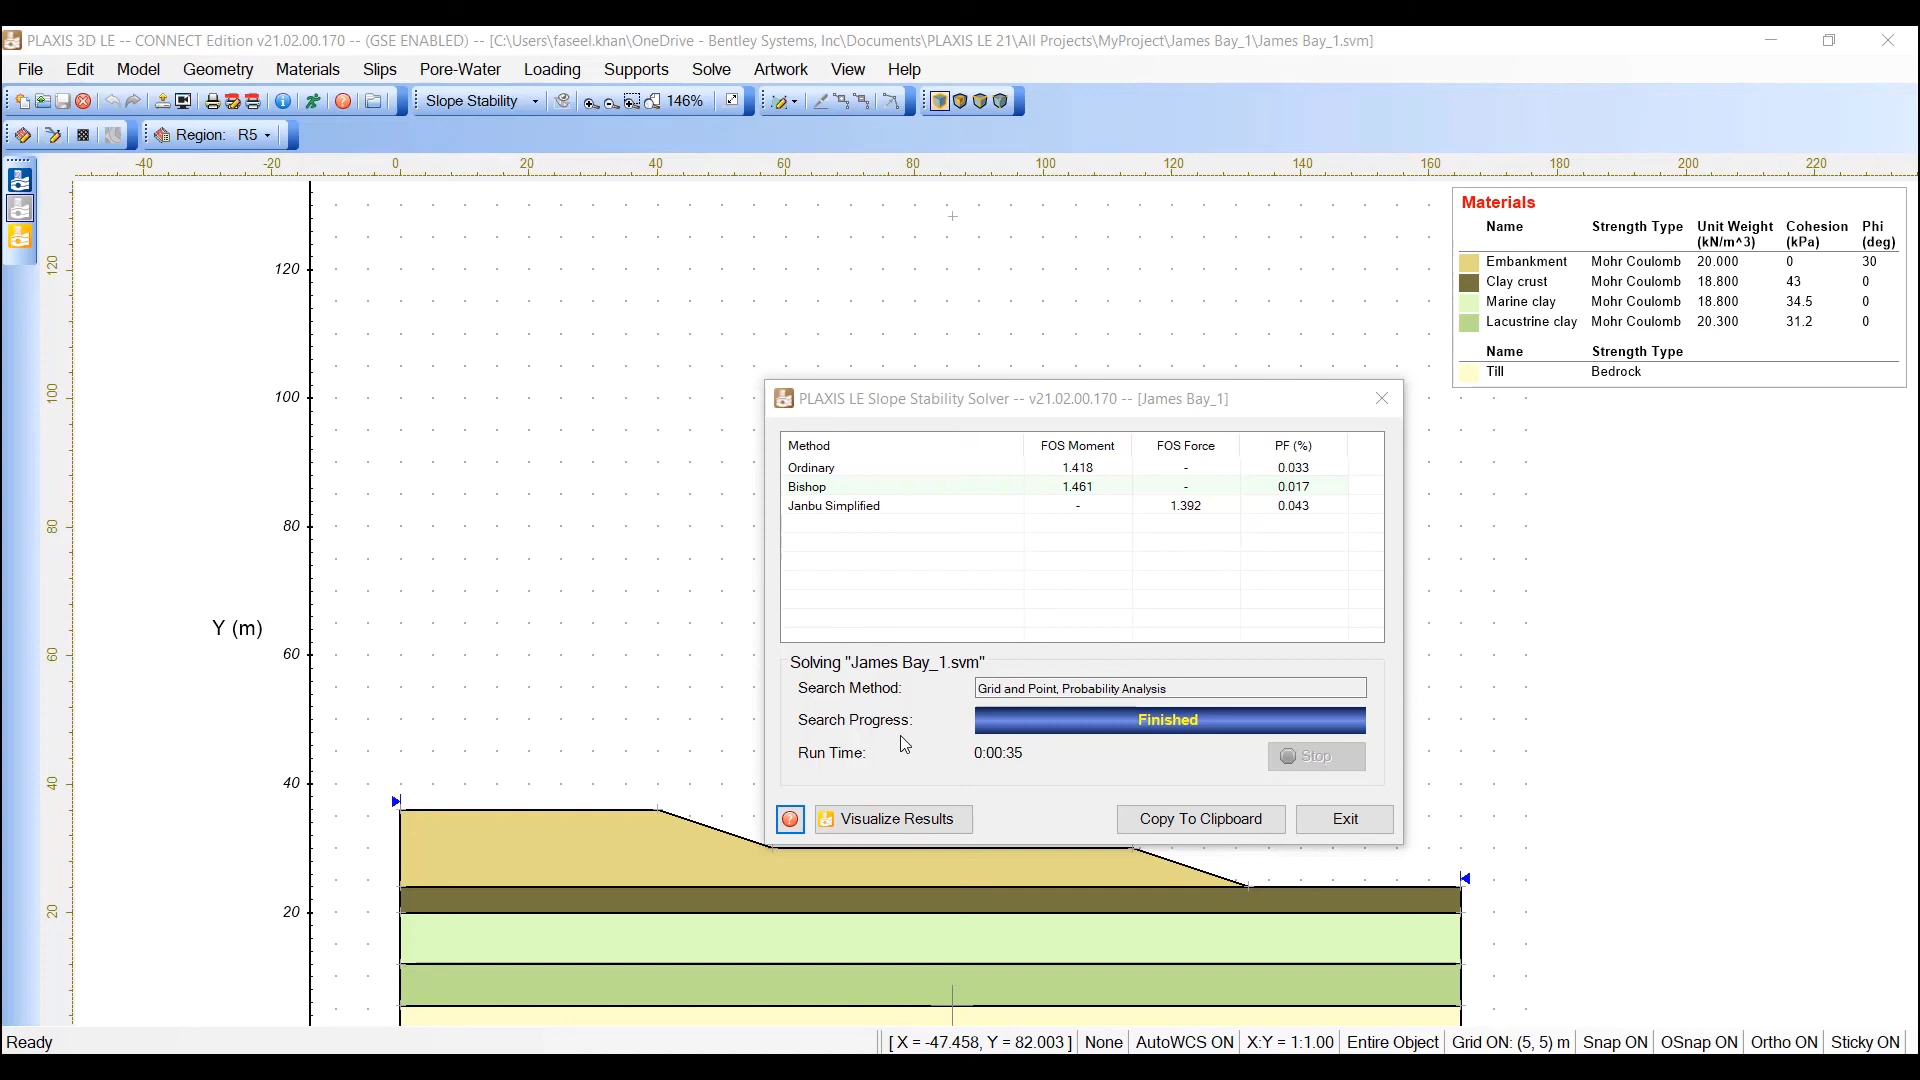 PLAXIS 3D LE -- CONNECT Edition v21.02.00.170 -- (GSE ENABLED) -- [C:\Users\faseel.khan\OneDrive - Bentley Systems, Inc\Documents\PLAXIS LE 21\All Projects\MyProject\James Bay_1\James Bay_1.svm]
File Edit Model Geometry Materials Slips Pore-Water Loading Supports Solve Artwork View Help
Slope Stability 146%
Region: R5
-40 -20 0 20 40 60 80 100 120 140 160 180 200 220
Materials
Name Strength Type Unit Weight (kN/m^3) Cohesion (kPa) Phi (deg)
Embankment Mohr Coulomb 20.000 0 30
Clay crust Mohr Coulomb 18.800 43 0
Marine clay Mohr Coulomb 18.800 34.5 0
Lacustrine clay Mohr Coulomb 20.300 31.2 0
Name Strength Type
Till Bedrock
120
100
80
60
40
20
120
100
80
Y (m)
60
40
20
PLAXIS LE Slope Stability Solver -- v21.02.00.170 -- [James Bay_1]
Method FOS Moment FOS Force PF (%)
Ordinary 1.418 - 0.033
Bishop 1.461 - 0.017
Janbu Simplified - 1.392 0.043
Solving "James Bay_1.svm"
Search Method: Grid and Point, Probability Analysis
Search Progress: Finished
Run Time: 0:00:35 Stop
Visualize Results Copy To Clipboard Exit
Ready [ X = -47.458, Y = 82.003 ] None AutoWCS ON X:Y = 1:1.00 Entire Object Grid ON: (5, 5) m Snap ON OSnap ON Ortho ON Sticky ON